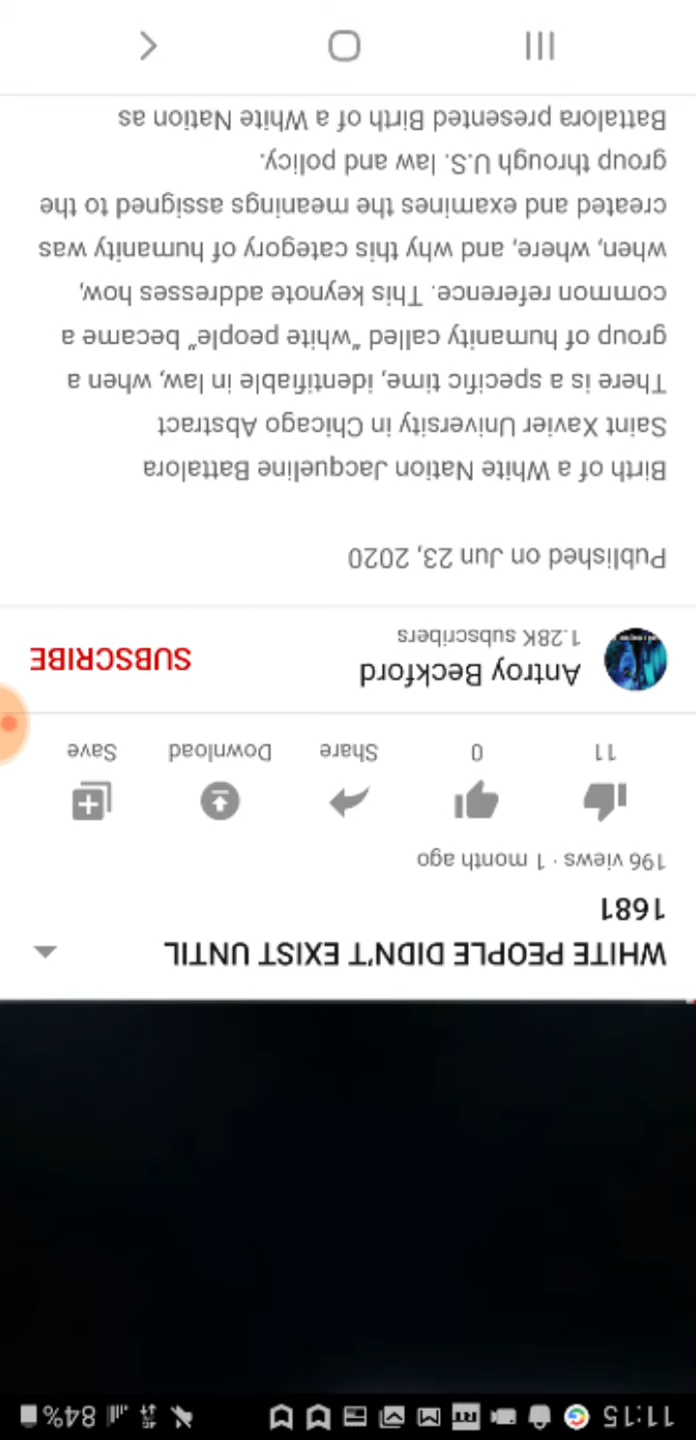 11:15
84%
WHITE PEOPLE DIDN'T EXIST UNTIL
1681
196 views · 1 month ago
11 0 Share Download Save
Antroy Beckford
1.28K subscribers
SUBSCRIBE
Published on Jun 23, 2020
Birth of a White Nation Jacqueline Battalora
Saint Xavier University in Chicago Abstract
There is a specific time, identifiable in law, when a
group of humanity called "white people" became a
common reference. This keynote addresses how,
when, where, and why this category of humanity was
created and examines the meanings assigned to the
group through U.S. law and policy.
Battalora presented Birth of a White Nation as